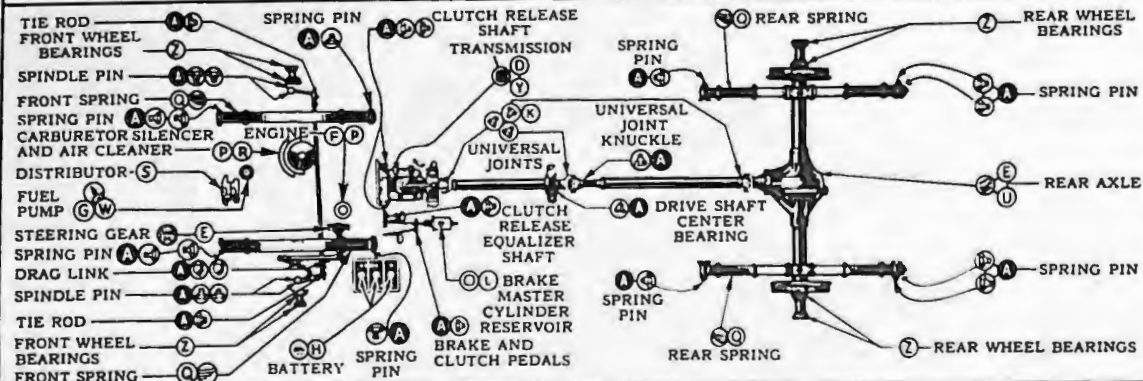 TIE ROD A
FRONT WHEEL
BEARINGS
Z
SPINDLE PIN A
FRONT SPRING Q
SPRING PIN A
CARBURETOR SILENCER
AND AIR CLEANER P R
DISTRIBUTOR- S
FUEL
PUMP G W
STEERING GEAR E
SPRING PIN A
DRAG LINK A
SPINDLE PIN A
TIE ROD A
FRONT WHEEL
BEARINGS
Z
FRONT SPRING Q
SPRING PIN
A
ENGINE F P
O
BATTERY
H
SPRING
PIN
A
A CLUTCH RELEASE
SHAFT
TRANSMISSION
D
Y
K
UNIVERSAL
JOINTS
UNIVERSAL
JOINT
KNUCKLE
A
A CLUTCH
RELEASE
EQUALIZER
SHAFT
A DRIVE SHAFT
CENTER
BEARING
O L BRAKE
MASTER
CYLINDER
RESERVOIR
A BRAKE AND
CLUTCH PEDALS
O REAR SPRING
SPRING
PIN
A
Z REAR WHEEL
BEARINGS
A SPRING PIN
E
U
REAR AXLE
A
SPRING
PIN
A SPRING PIN
Q
REAR SPRING
Z REAR WHEEL BEARINGS